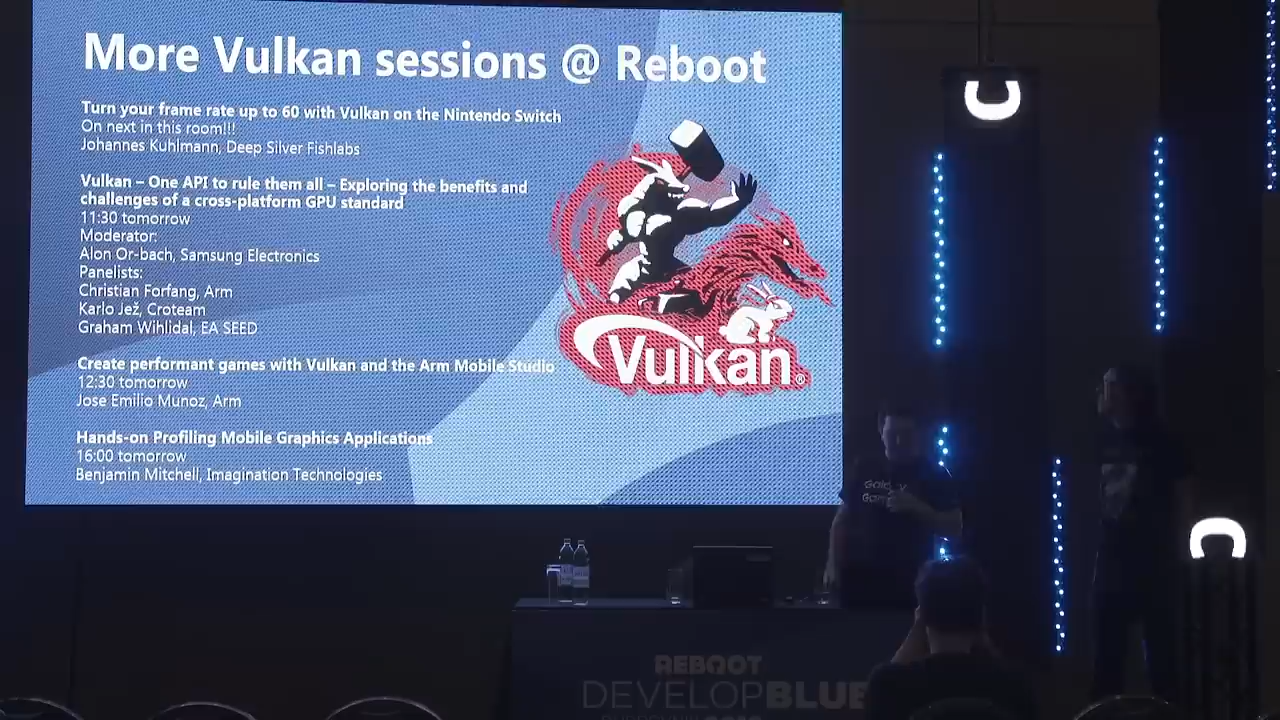 More Vulkan sessions @ Reboot
Turn your frame rate up to 60 with Vulkan on the Nintendo Switch
On next in this room!!!
Johannes Kuhlmann, Deep Silver Fishlabs
Vulkan – One API to rule them all – Exploring the benefits and
challenges of a cross-platform GPU standard
11:30 tomorrow
Moderator:
Alon Or-bach, Samsung Electronics
Panelists:
Christian Forfang, Arm
Karlo Jež, Croteam
Graham Wihlidal, EA SEED
Create performant games with Vulkan and the Arm Mobile Studio
12:30 tomorrow
Jose Emilio Munoz, Arm
Hands-on Profiling Mobile Graphics Applications
16:00 tomorrow
Benjamin Mitchell, Imagination Technologies
Vulkan®
REBOOT
DEVELOPBLUE